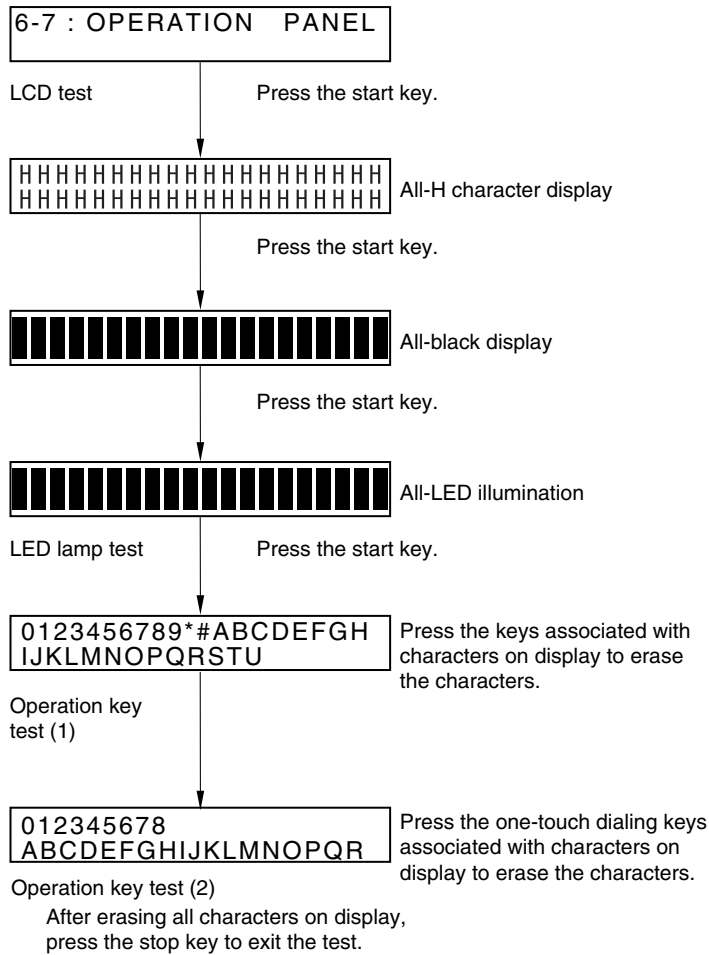 6-7 : OPERATION PANEL
LCD test
Press the start key.
HHHHHHHHHHHHHHHHHHHH
HHHHHHHHHHHHHHHHHHHH
All-H character display
Press the start key.
All-black display
Press the start key.
All-LED illumination
LED lamp test
Press the start key.
0123456789*#ABCDEFGH
IJKLMNOPQRSTU
Press the keys associated with
characters on display to erase
the characters.
Operation key
test (1)
012345678
ABCDEFGHIJKLMNOPQR
Press the one-touch dialing keys
associated with characters on
display to erase the characters.
Operation key test (2)
After erasing all characters on display,
press the stop key to exit the test.